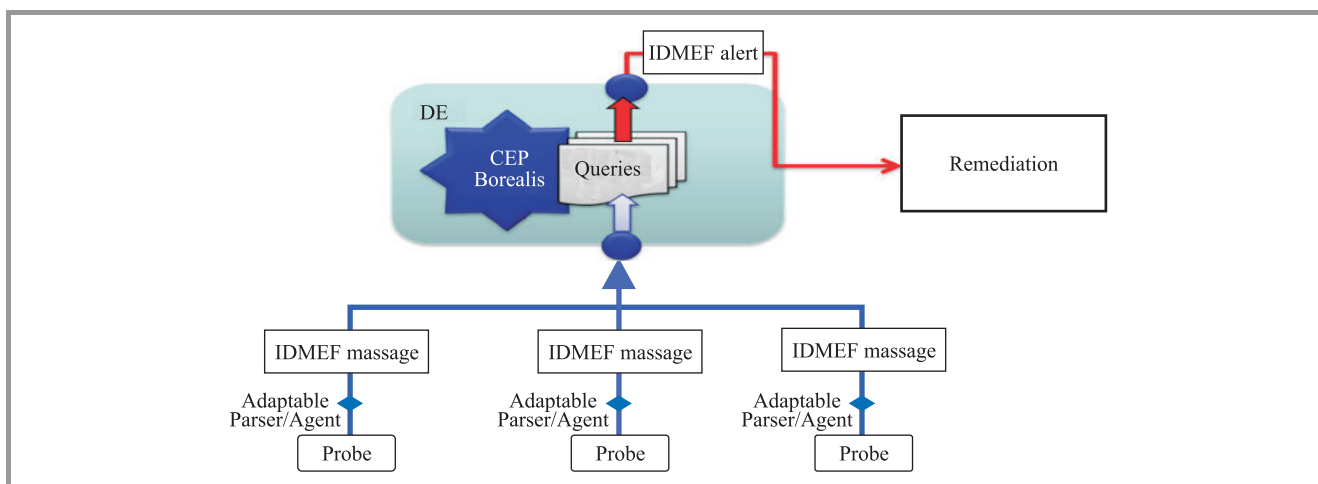 IDMEF alert
DE
CEP
Borealis
Queries
Remediation
IDMEF massage
IDMEF massage
IDMEF massage
Adaptable
Parser/Agent
Adaptable
Parser/Agent
Adaptable
Parser/Agent
Probe
Probe
Probe